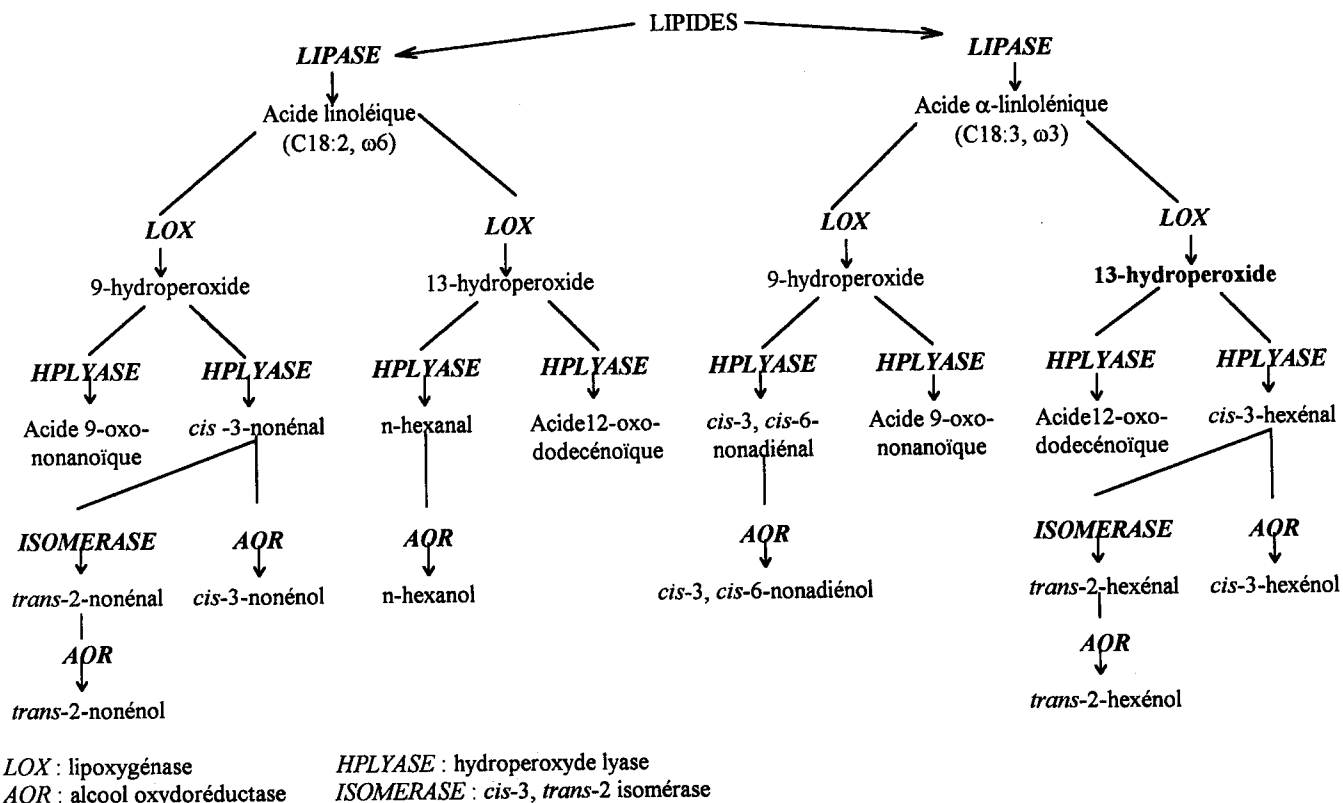 LIPIDES
LIPASE
LIPASE
Acide linoléique
(C18:2, ω6)
Acide α-linlolénique
(C18:3, ω3)
LOX
LOX
LOX
LOX
9-hydroperoxide
13-hydroperoxide
9-hydroperoxide
13-hydroperoxide
HPLYASE
HPLYASE
HPLYASE
HPLYASE
HPLYASE
HPLYASE
HPLYASE
HPLYASE
Acide 9-oxo-
nonanoïque
cis -3-nonénal
n-hexanal
Acide12-oxo-
dodecénoïque
cis-3, cis-6-
nonadiénal
Acide 9-oxo-
nonanoïque
Acide12-oxo-
dodecénoïque
cis-3-hexénal
ISOMERASE
AOR
AOR
AOR
ISOMERASE
AOR
trans-2-nonénal
cis-3-nonénol
n-hexanol
cis-3, cis-6-nonadiénol
trans-2-hexénal
cis-3-hexénol
AOR
AOR
trans-2-nonénol
trans-2-hexénol
LOX : lipoxygénase
HPLYASE : hydroperoxyde lyase
AOR : alcool oxydoréductase
ISOMERASE : cis-3, trans-2 isomérase